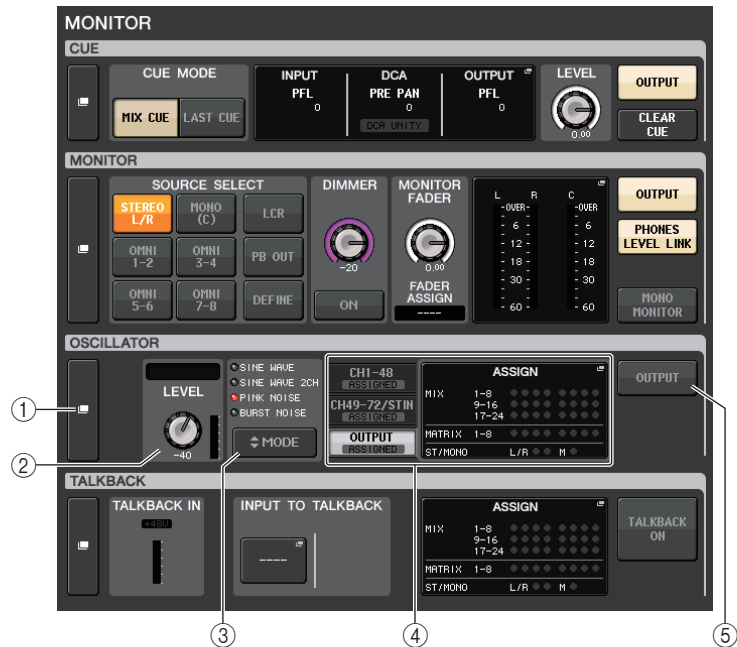 MONITOR
CUE
CUE MODE
MIX CUE
LAST CUE
INPUT
PFL
0
DCA
PRE PAN
0
DCA UNITY
OUTPUT
PFL
0
LEVEL
0.00
OUTPUT
CLEAR
CUE
MONITOR
SOURCE SELECT
STEREO
L/R
MONO
(C)
LCR
OMNI
1-2
OMNI
3-4
PB OUT
OMNI
5-6
OMNI
7-8
DEFINE
DIMMER
-20
ON
MONITOR
FADER
0.00
FADER
ASSIGN
----
L R C
-OVER- -OVER
6 6
12 12
18 18
30 30
60 60
OUTPUT
PHONES
LEVEL LINK
MONO
MONITOR
OSCILLATOR
LEVEL
-40
SINE WAVE
SINE WAVE 2CH
PINK NOISE
BURST NOISE
MODE
CH1-48
ASSIGNED
CH49-72/STIN
ASSIGNED
OUTPUT
ASSIGNED
ASSIGN
MIX 1-8
9-16
17-24
MATRIX 1-8
ST/MONO L/R M
OUTPUT
TALKBACK
TALKBACK IN
+48V
INPUT TO TALKBACK
----
ASSIGN
MIX 1-8
9-16
17-24
MATRIX 1-8
ST/MONO L/R M
TALKBACK
ON
1
2
3
4
5